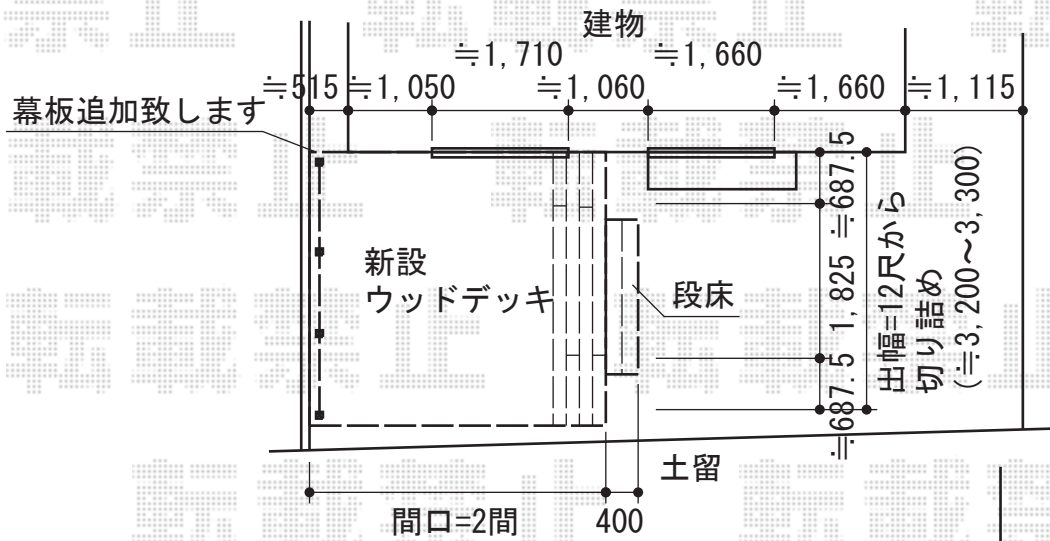 建物
≒1,710
≒1,660
≒515
≒1,050
≒1,060
≒1,660
≒1,115
幕板追加致します
≒687.5
1,825
≒687.5
出幅=12尺から
切り詰め
(≒3,200〜3,300)
新設
ウッドデッキ
段床
土留
間口=2間
400